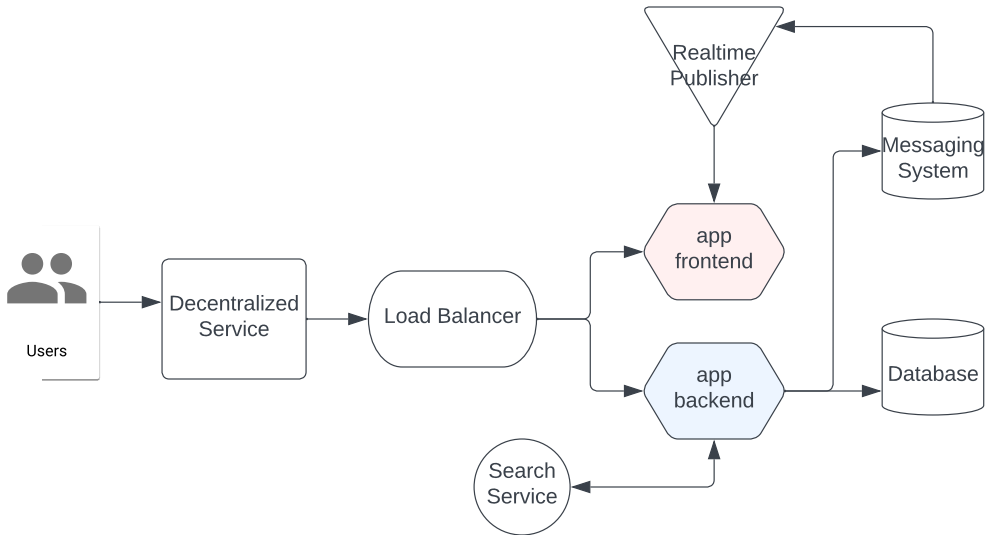 Realtime
Publisher
Messaging
System
app
frontend
Users
Decentralized
Service
Load Balancer
app
backend
Database
Search
Service